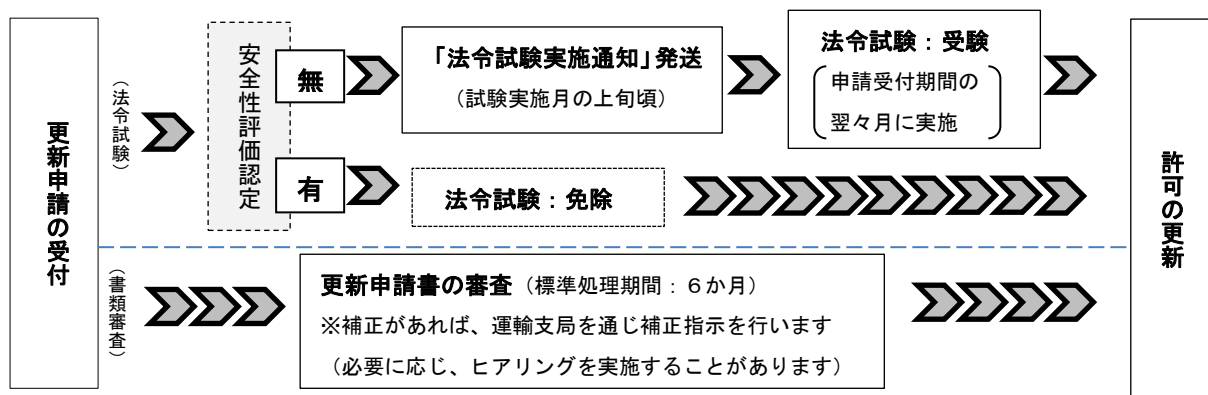 更新申請の受付
（法令試験）
安全性評価認定
無
「法令試験実施通知」発送
（試験実施月の上旬頃）
法令試験：受験
申請受付期間の
翌々月に実施
有
法令試験：免除
（書類審査）
更新申請書の審査（標準処理期間：６か月）
※補正があれば、運輸支局を通じ補正指示を行います
（必要に応じ、ヒアリングを実施することがあります）
許可の更新